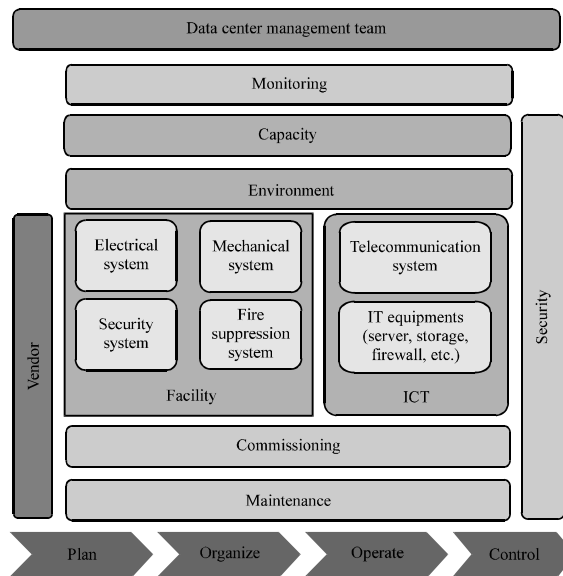 Data center management team
Monitoring
Capacity
Environment
Vendor
Electrical
system
Mechanical
system
Security
system
Fire
suppression
system
Facility
Telecommunication
system
IT equipments
(server, storage,
firewall, etc.)
ICT
Security
Commissioning
Maintenance
Plan
Organize
Operate
Control